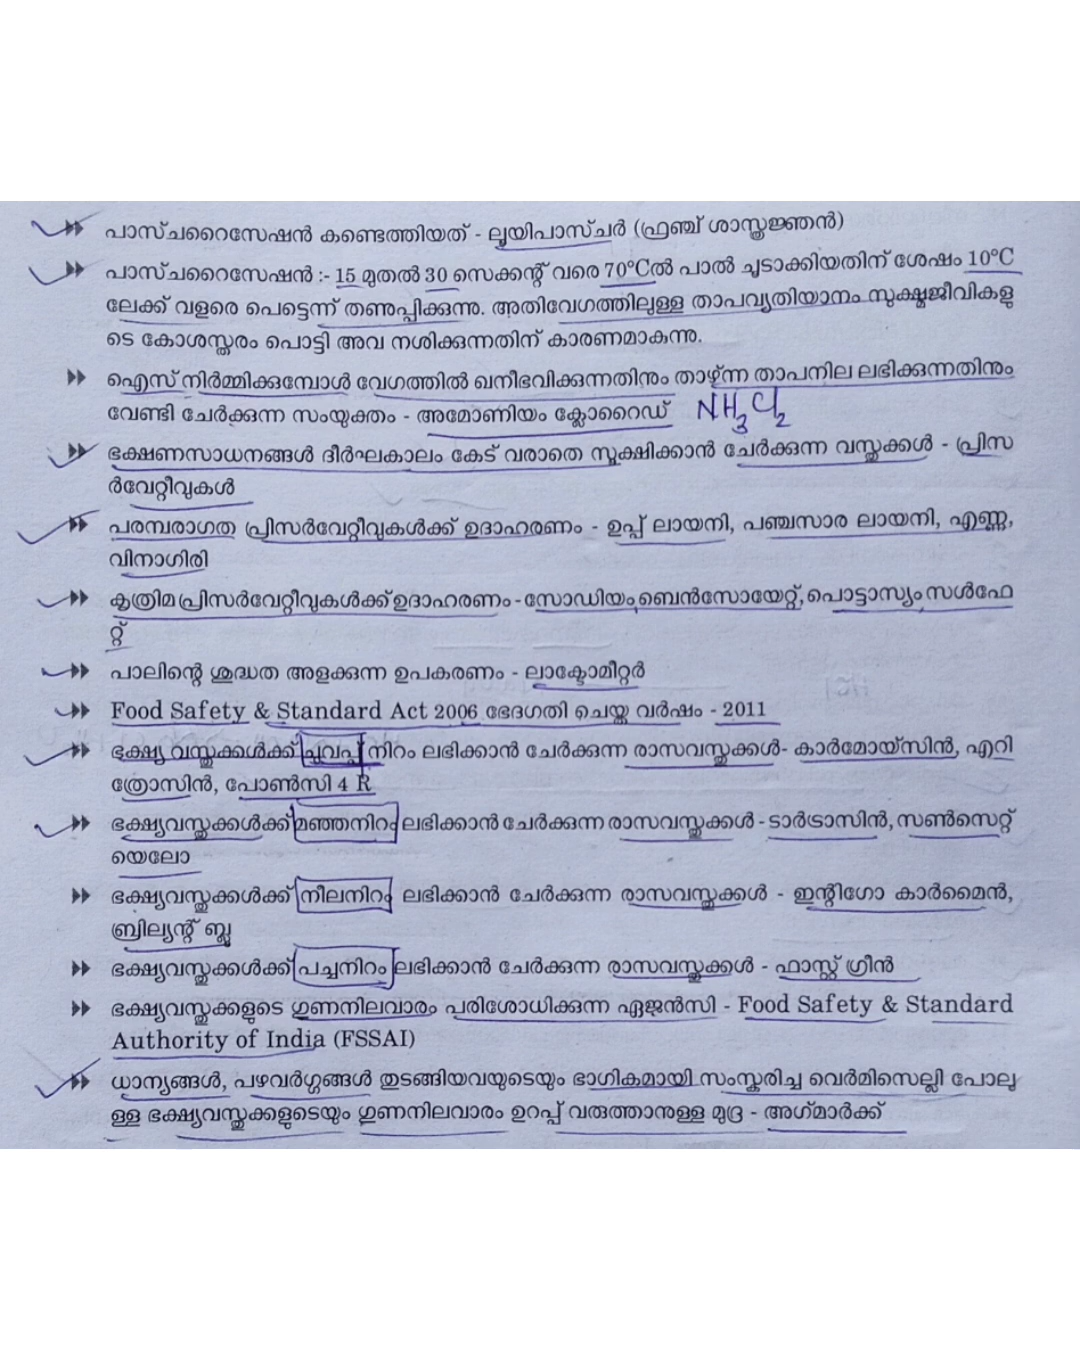 പാസ്ചറൈസേഷൻ കണ്ടെത്തിയത് - ലൂയിപാസ്ചർ (ഫ്രഞ്ച് ശാസ്ത്രജ്ഞൻ)
പാസ്ചറൈസേഷൻ :- 15 മുതൽ 30 സെക്കന്റ് വരെ 70°Cൽ പാൽ ചൂടാക്കിയതിന് ശേഷം 10°C
ലേക്ക് വളരെ പെട്ടെന്ന് തണുപ്പിക്കുന്നു. അതിവേഗത്തിലുള്ള താപവ്യതിയാനം സൂക്ഷ്മജീവികളു
ടെ കോശസ്തരം പൊട്ടി അവ നശിക്കുന്നതിന് കാരണമാകുന്നു.
ഐസ് നിർമ്മിക്കുമ്പോൾ വേഗത്തിൽ ഖനീഭവിക്കുന്നതിനും താഴ്ന്ന താപനില ലഭിക്കുന്നതിനും
വേണ്ടി ചേർക്കുന്ന സംയുക്തം - അമോണിയം ക്ലോറൈഡ് NH₃Cl₂
ഭക്ഷണസാധനങ്ങൾ ദീർഘകാലം കേട് വരാതെ സൂക്ഷിക്കാൻ ചേർക്കുന്ന വസ്തുക്കൾ - പ്രിസ
ർവേറ്റീവുകൾ
പരമ്പരാഗത പ്രിസർവേറ്റീവുകൾക്ക് ഉദാഹരണം - ഉപ്പ് ലായനി, പഞ്ചസാര ലായനി, എണ്ണ,
വിനാഗിരി
കൃത്രിമ പ്രിസർവേറ്റീവുകൾക്ക് ഉദാഹരണം - സോഡിയം ബെൻസോയേറ്റ്, പൊട്ടാസ്യം സൾഫേ
റ്റ്
പാലിന്റെ ശുദ്ധത അളക്കുന്ന ഉപകരണം - ലാക്ടോമീറ്റർ
Food Safety & Standard Act 2006 ഭേദഗതി ചെയ്ത വർഷം - 2011
ഭക്ഷ്യ വസ്തുക്കൾക്ക് ചുവപ്പ് നിറം ലഭിക്കാൻ ചേർക്കുന്ന രാസവസ്തുക്കൾ- കാർമോയ്സിൻ, എറി
ത്രോസിൻ, പോൺസി 4 R
ഭക്ഷ്യവസ്തുക്കൾക്ക് മഞ്ഞനിറം ലഭിക്കാൻ ചേർക്കുന്ന രാസവസ്തുക്കൾ - ടാർട്രാസിൻ, സൺസെറ്റ്
യെലോ
ഭക്ഷ്യവസ്തുക്കൾക്ക് നീലനിറം ലഭിക്കാൻ ചേർക്കുന്ന രാസവസ്തുക്കൾ - ഇന്റിഗോ കാർമൈൻ,
ബ്രില്യന്റ് ബ്ലൂ
ഭക്ഷ്യവസ്തുക്കൾക്ക് പച്ചനിറം ലഭിക്കാൻ ചേർക്കുന്ന രാസവസ്തുക്കൾ - ഫാസ്റ്റ് ഗ്രീൻ
ഭക്ഷ്യവസ്തുക്കളുടെ ഗുണനിലവാരം പരിശോധിക്കുന്ന ഏജൻസി - Food Safety & Standard
Authority of India (FSSAI)
ധാന്യങ്ങൾ, പഴവർഗ്ഗങ്ങൾ തുടങ്ങിയവയുടെയും ഭാഗികമായി സംസ്കരിച്ച വെർമിസെല്ലി പോലു
ള്ള ഭക്ഷ്യവസ്തുക്കളുടെയും ഗുണനിലവാരം ഉറപ്പ് വരുത്താനുള്ള മുദ്ര - അഗ്മാർക്ക്